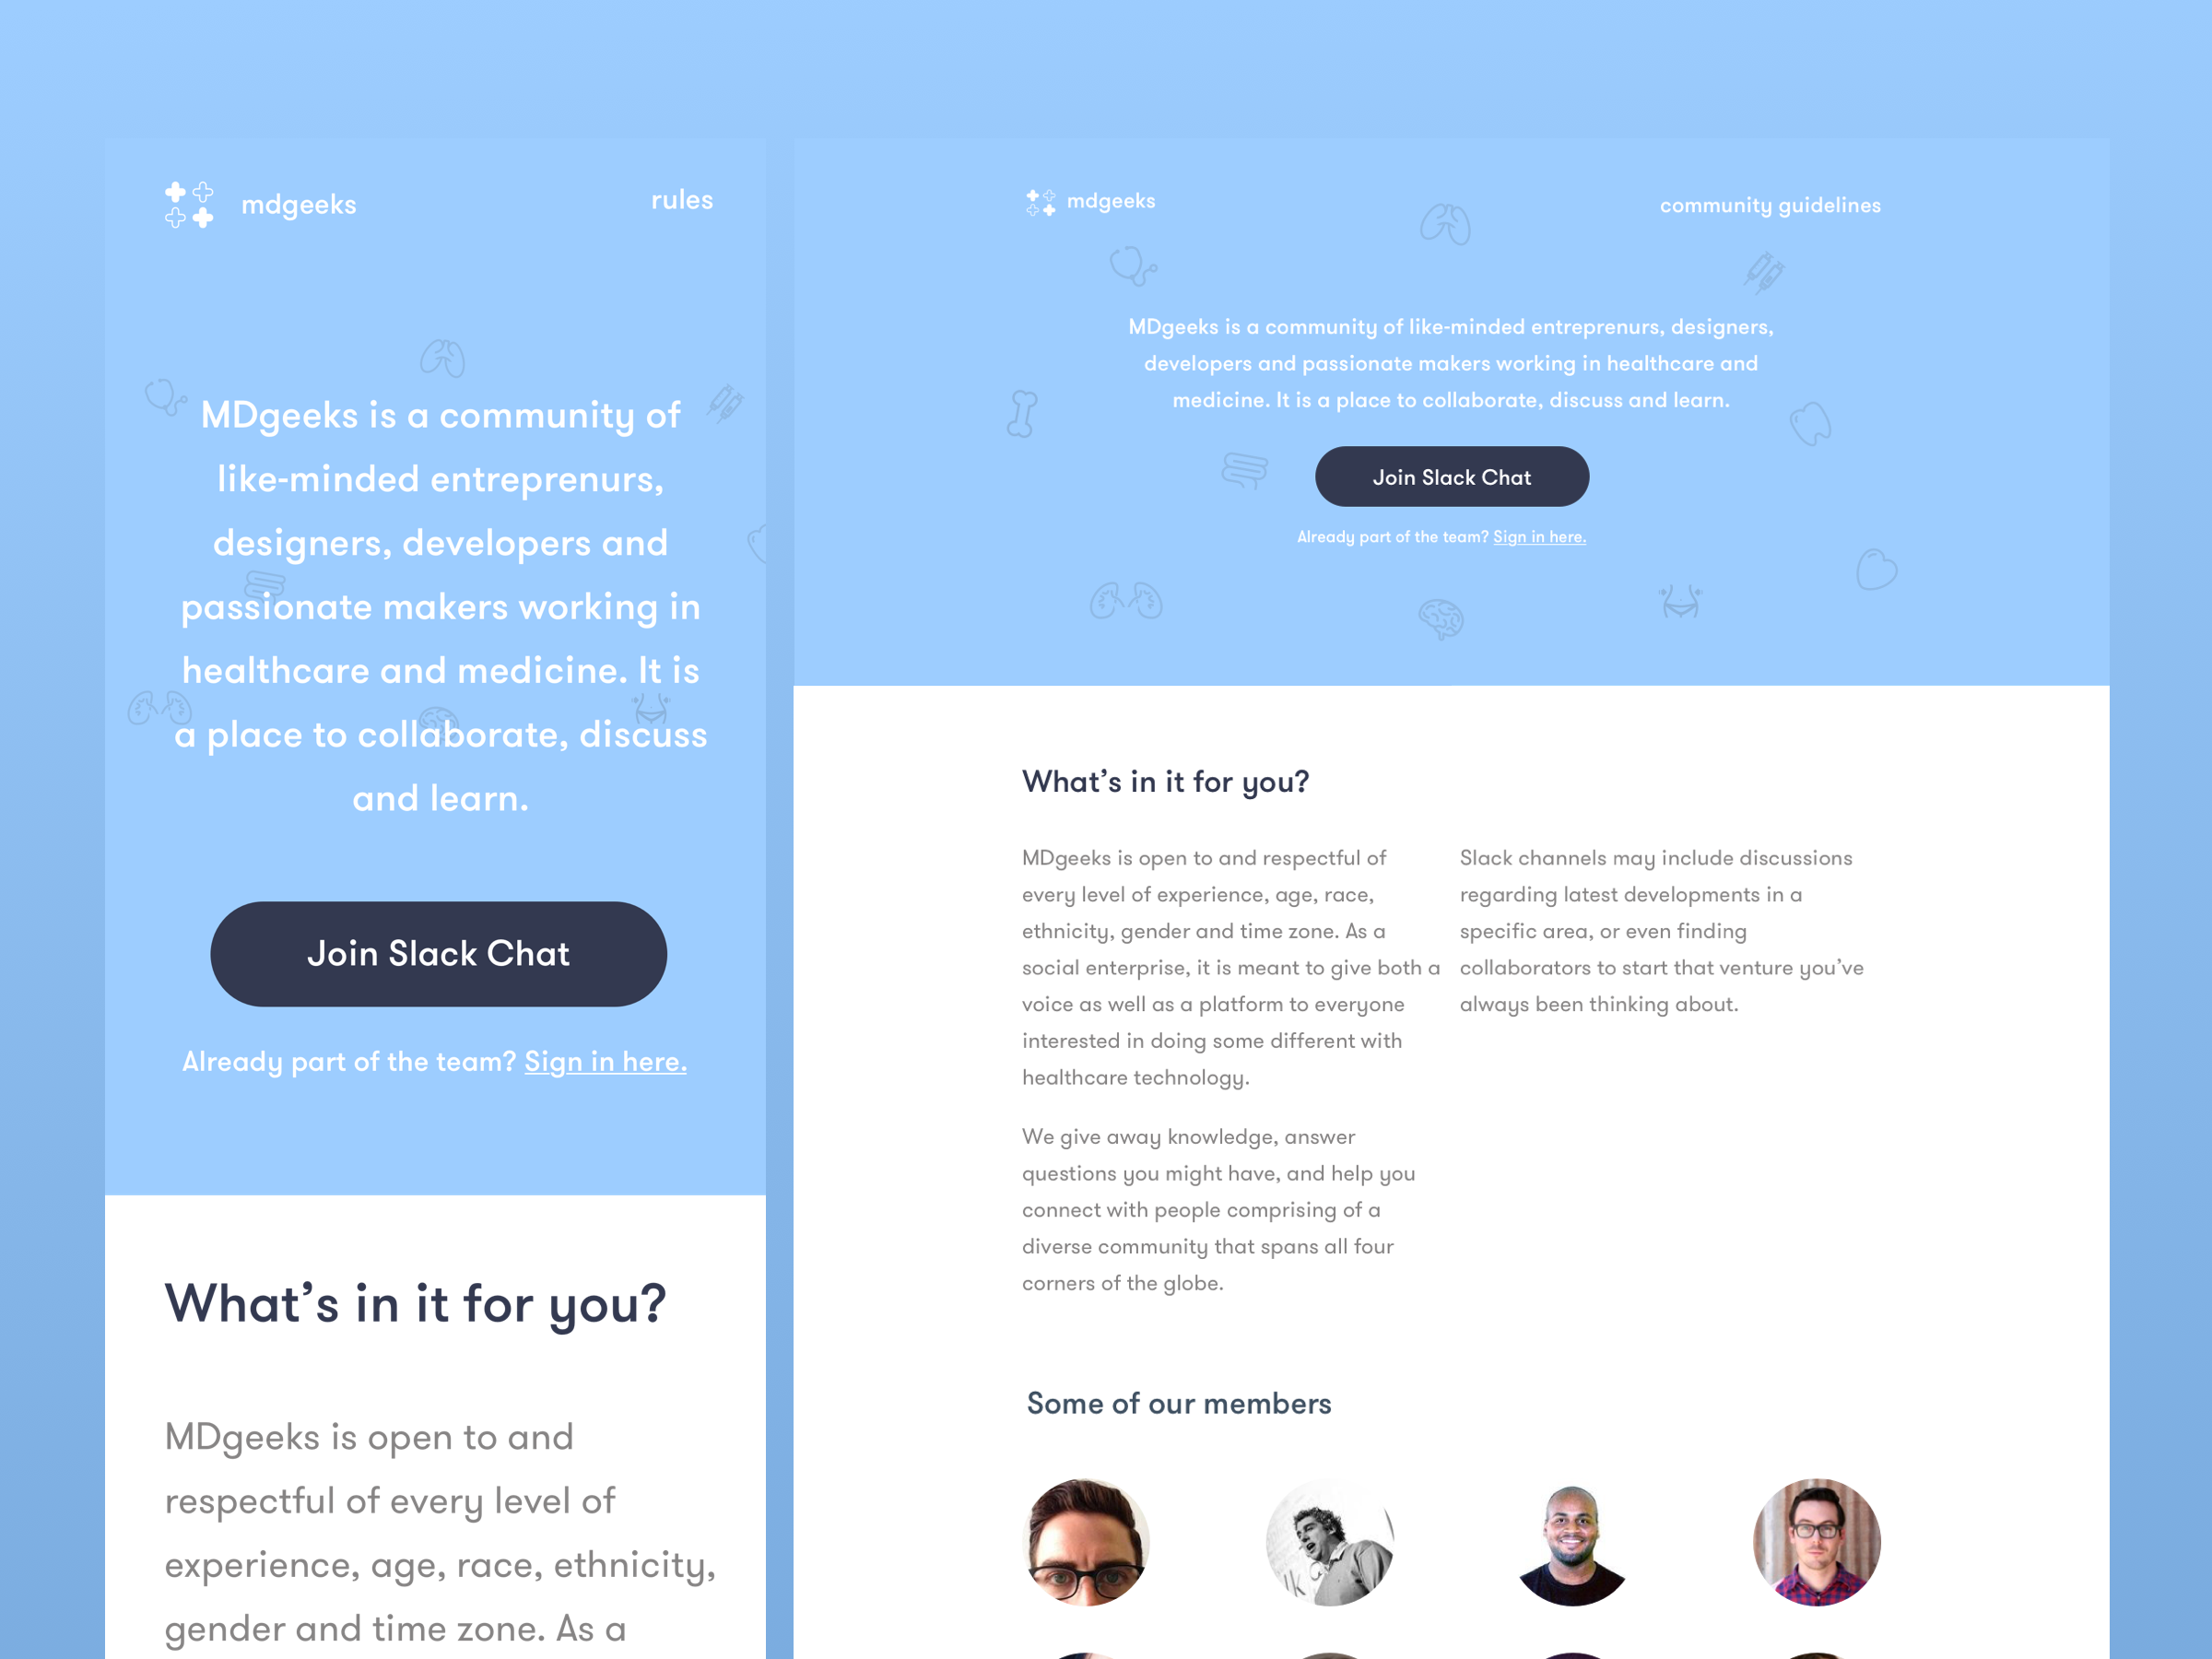 mdgeeks
rules
MDgeeks is a community of
like-minded entreprenurs,
designers, developers and
passionate makers working in
healthcare and medicine. It is
a place to collaborate, discuss
and learn.
Join Slack Chat
Already part of the team? Sign in here.
What’s in it for you?
MDgeeks is open to and
respectful of every level of
experience, age, race, ethnicity,
gender and time zone. As a
mdgeeks
community guidelines
MDgeeks is a community of like-minded entreprenurs, designers,
developers and passionate makers working in healthcare and
medicine. It is a place to collaborate, discuss and learn.
Join Slack Chat
Already part of the team? Sign in here.
What’s in it for you?
MDgeeks is open to and respectful of
every level of experience, age, race,
ethnicity, gender and time zone. As a
social enterprise, it is meant to give both a
voice as well as a platform to everyone
interested in doing some different with
healthcare technology.
We give away knowledge, answer
questions you might have, and help you
connect with people comprising of a
diverse community that spans all four
corners of the globe.
Slack channels may include discussions
regarding latest developments in a
specific area, or even finding
collaborators to start that venture you’ve
always been thinking about.
Some of our members